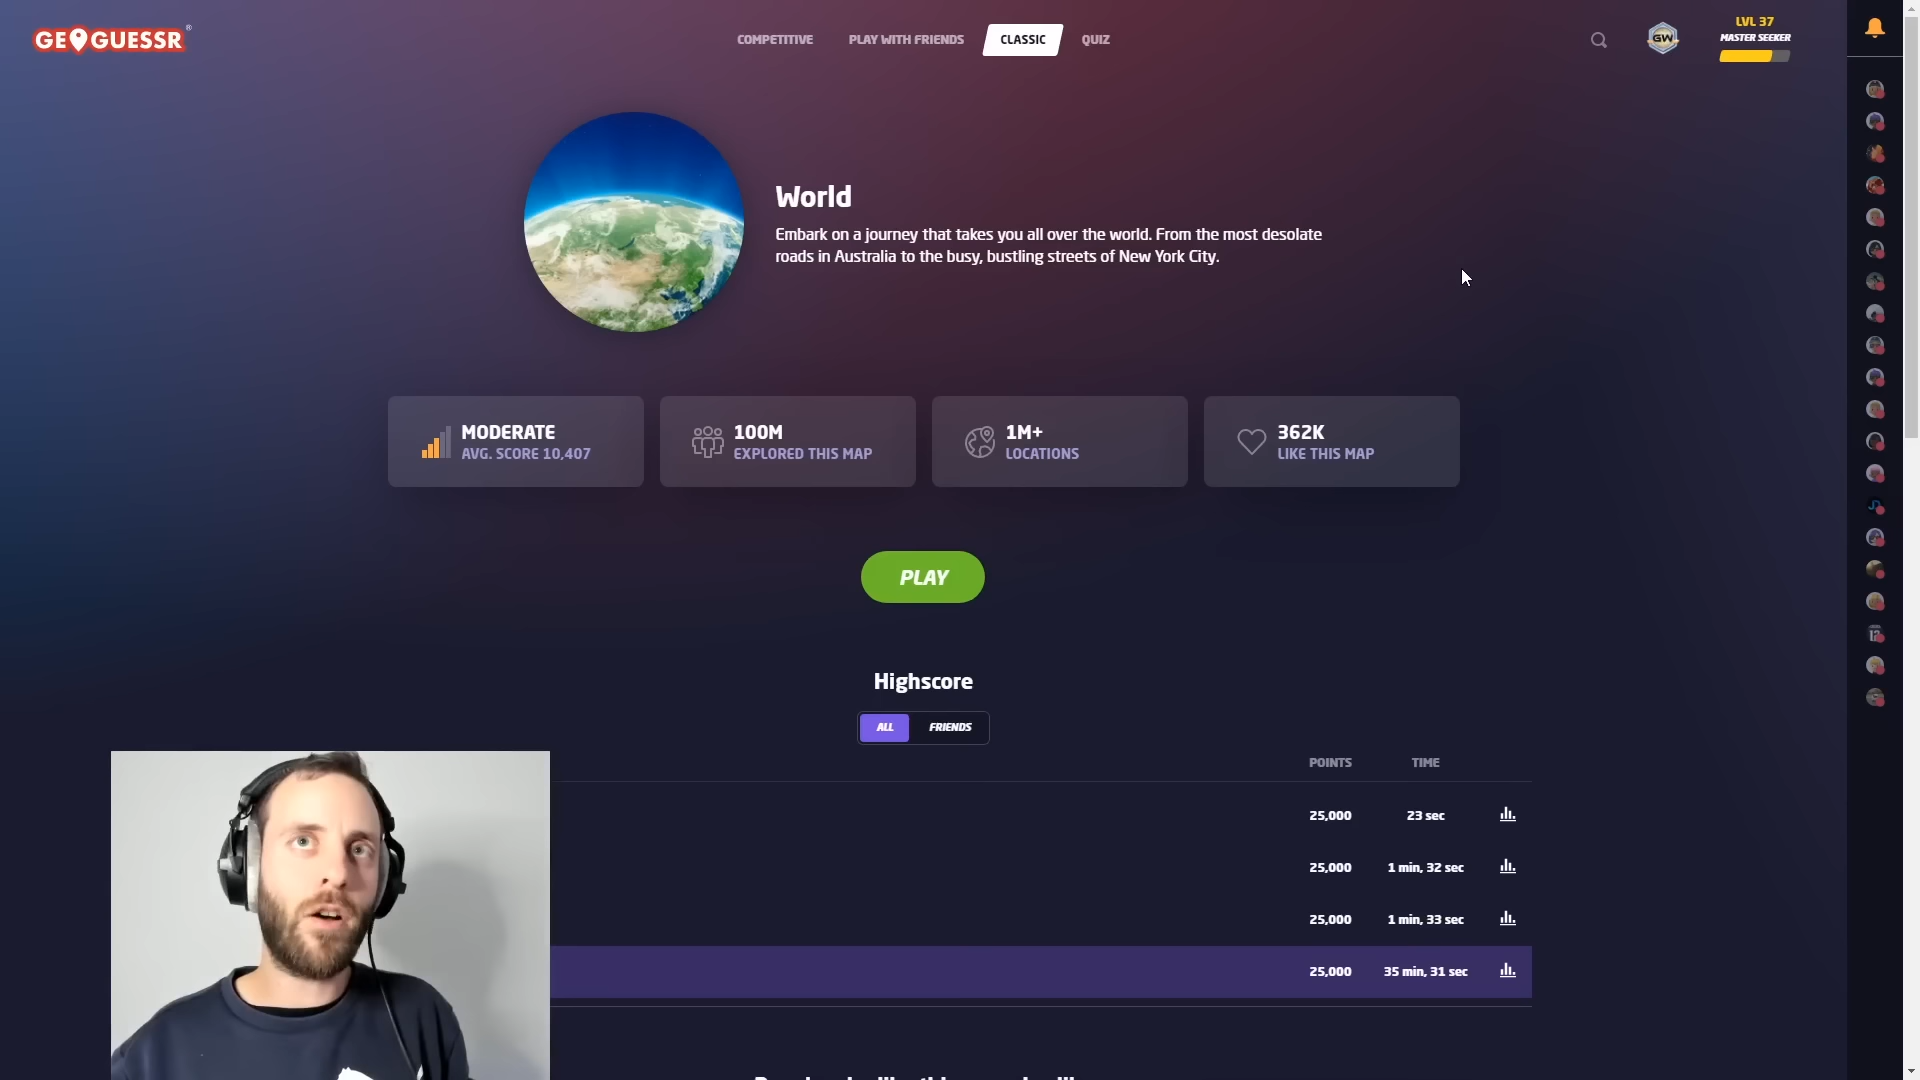 GEOGUESSR®
COMPETITIVE
PLAY WITH FRIENDS
CLASSIC
QUIZ
GW
LVL 37
MASTER SEEKER
World
Embark on a journey that takes you all over the world. From the most desolate
roads in Australia to the busy, bustling streets of New York City.
MODERATE
AVG. SCORE 10,407
100M
EXPLORED THIS MAP
1M+
LOCATIONS
362K
LIKE THIS MAP
PLAY
Highscore
ALL
FRIENDS
POINTS
TIME
25,000
23 sec
25,000
1 min, 32 sec
25,000
1 min, 33 sec
25,000
35 min, 31 sec